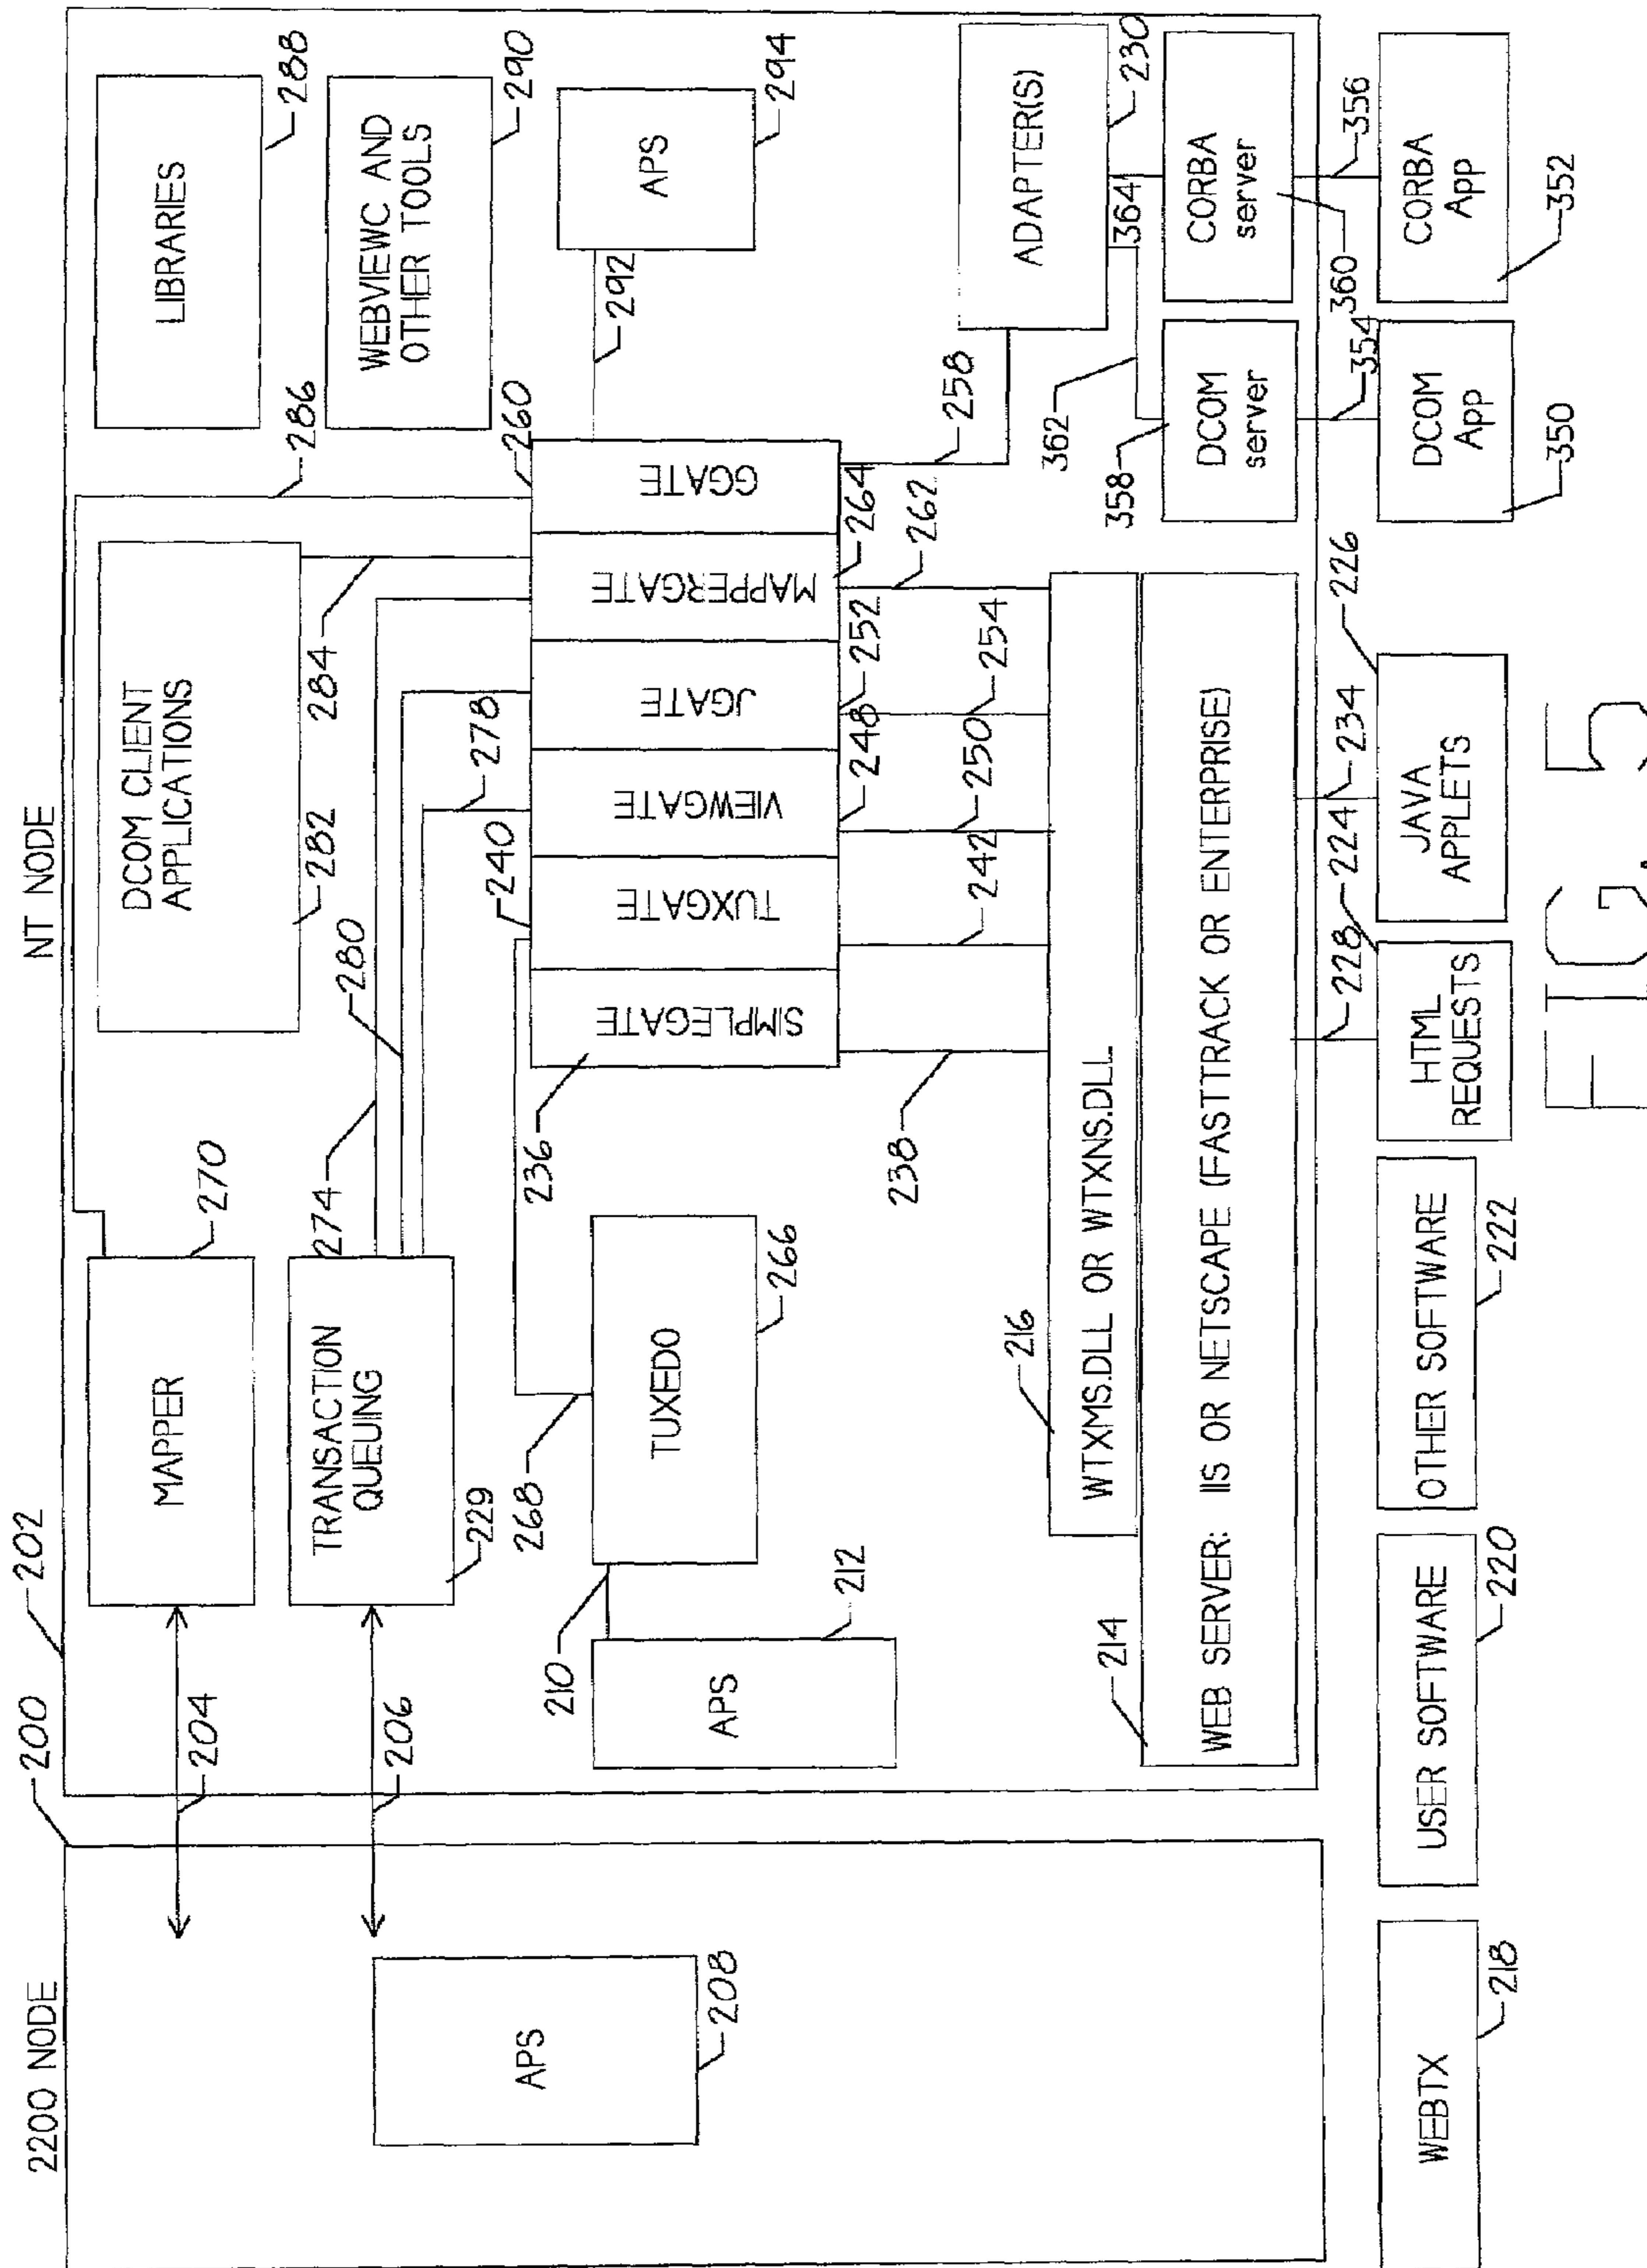 2200 NODE
NT NODE
200
202
204
206
APS
208
MAPPER
270
TRANSACTION
QUEUING
229
274
280
278
DCOM CLIENT
APPLICATIONS
282
284
286
LIBRARIES
288
WEBVIEWC AND
OTHER TOOLS
290
260
292
APS
294
240
236
SIMPLEGATE
TUXGATE
VIEWGATE
JGATE
MAPPERGATE
GGATE
248
252
264
258
238
242
250
254
262
268
TUXEDO
266
210
APS
212
ADAPTER(S)
230
362
364
358
DCOM
server
CORBA
server
360
354
356
216
WTXMS.DLL OR WTXNS.DLL
214
WEB SERVER: IIS OR NETSCAPE (FASTTRACK OR ENTERPRISE)
228
224
234
226
WEBTX
218
USER SOFTWARE
220
OTHER SOFTWARE
222
HTML
REQUESTS
JAVA
APPLETS
DCOM
App
350
CORBA
App
352
FIG. 5